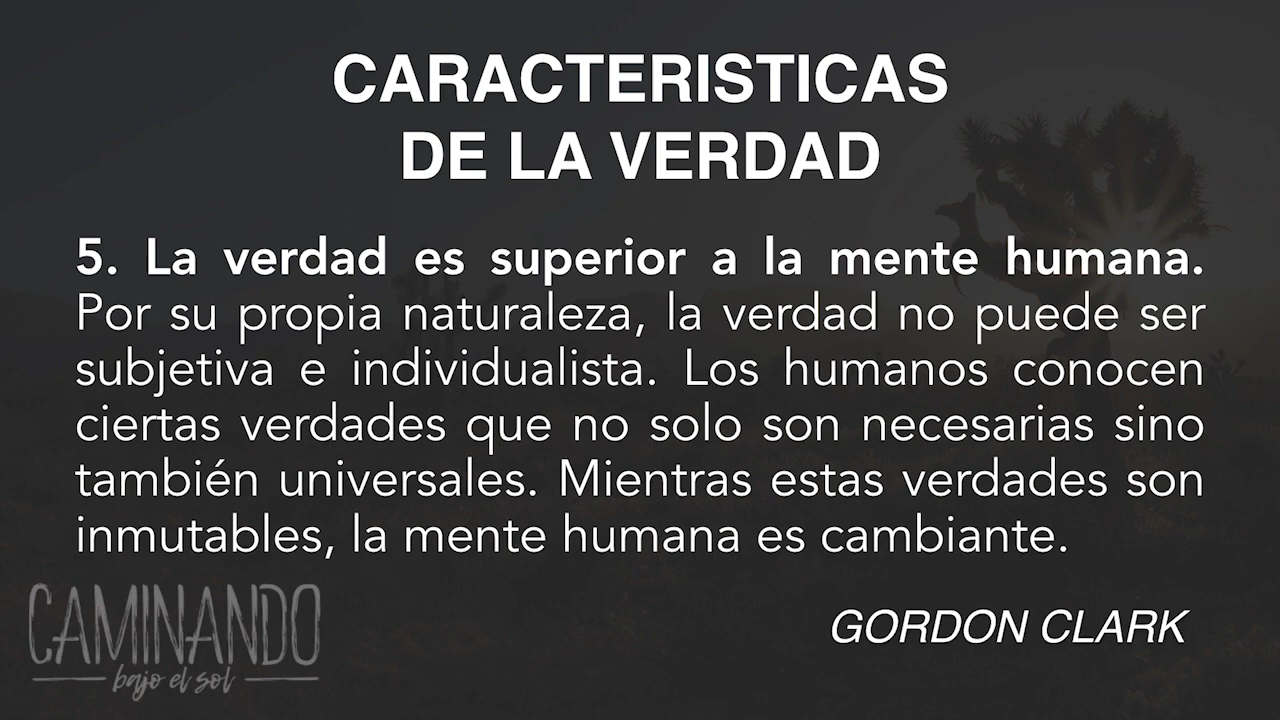 CARACTERISTICAS
DE LA VERDAD
5. La verdad es superior a la mente humana.
Por su propia naturaleza, la verdad no puede ser
subjetiva e individualista. Los humanos conocen
ciertas verdades que no solo son necesarias sino
también universales. Mientras estas verdades son
inmutables, la mente humana es cambiante.
GORDON CLARK
CAMINANDO
bajo el sol